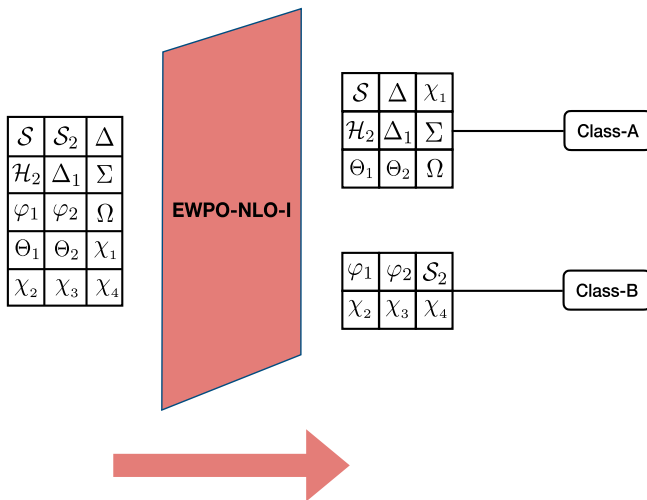 𝒮 𝒮₂ Δ
ℋ₂ Δ₁ Σ
φ₁ φ₂ Ω
Θ₁ Θ₂ χ₁
χ₂ χ₃ χ₄
EWPO-NLO-I
𝒮 Δ χ₁
ℋ₂ Δ₁ Σ
Θ₁ Θ₂ Ω
Class-A
φ₁ φ₂ 𝒮₂
χ₂ χ₃ χ₄
Class-B